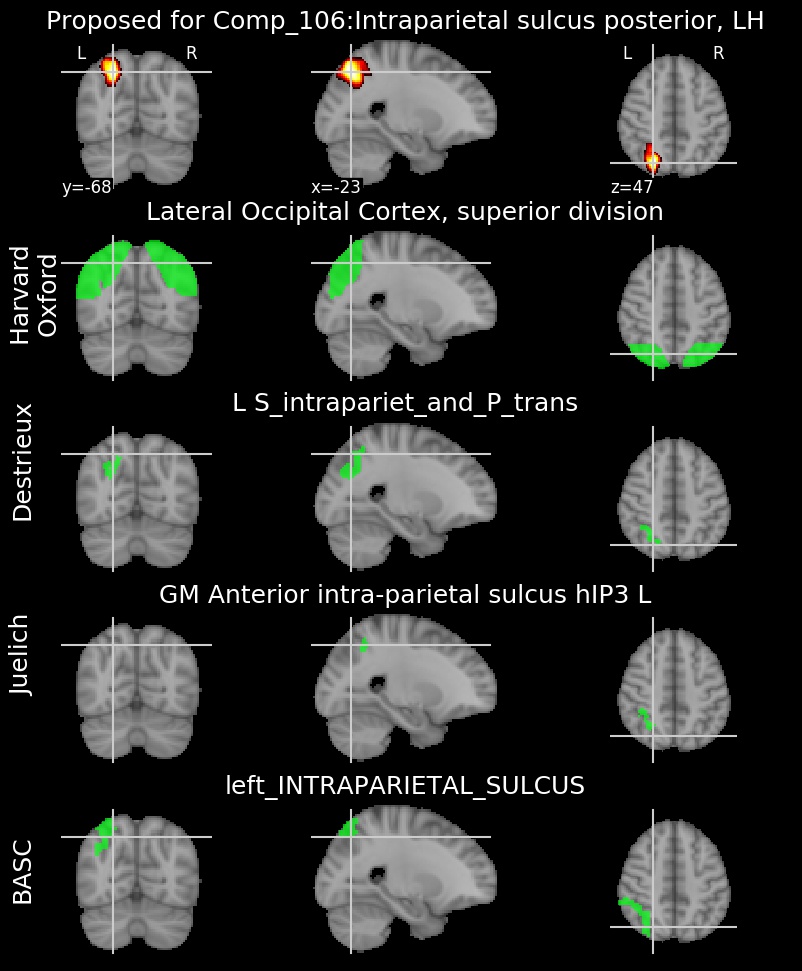 Proposed for Comp_106:Intraparietal sulcus posterior, LH
L R
L R
y=-68 x=-23 z=47
Lateral Occipital Cortex, superior division
Harvard
Oxford
L S_intrapariet_and_P_trans
Destrieux
GM Anterior intra-parietal sulcus hIP3 L
Juelich
left_INTRAPARIETAL_SULCUS
BASC